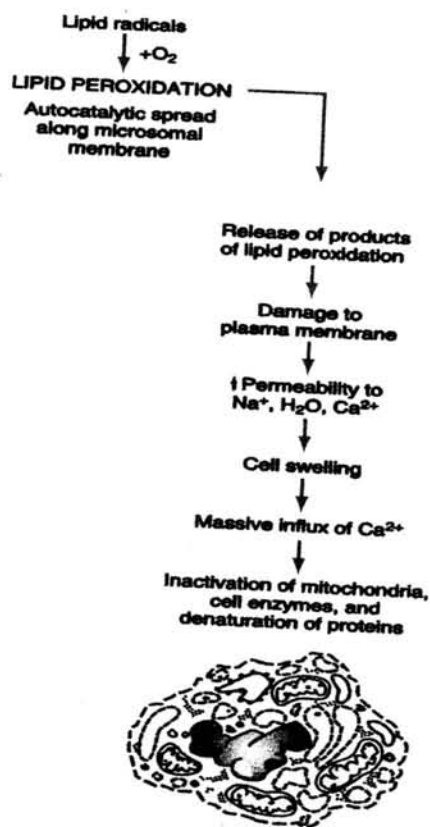 Lipid radicals
+O₂
LIPID PEROXIDATION
Autocatalytic spread
along microsomal
membrane
Release of products
of lipid peroxidation
Damage to
plasma membrane
↑ Permeability to
Na⁺, H₂O, Ca²⁺
Cell swelling
Massive influx of Ca²⁺
Inactivation of mitochondria,
cell enzymes, and
denaturation of proteins